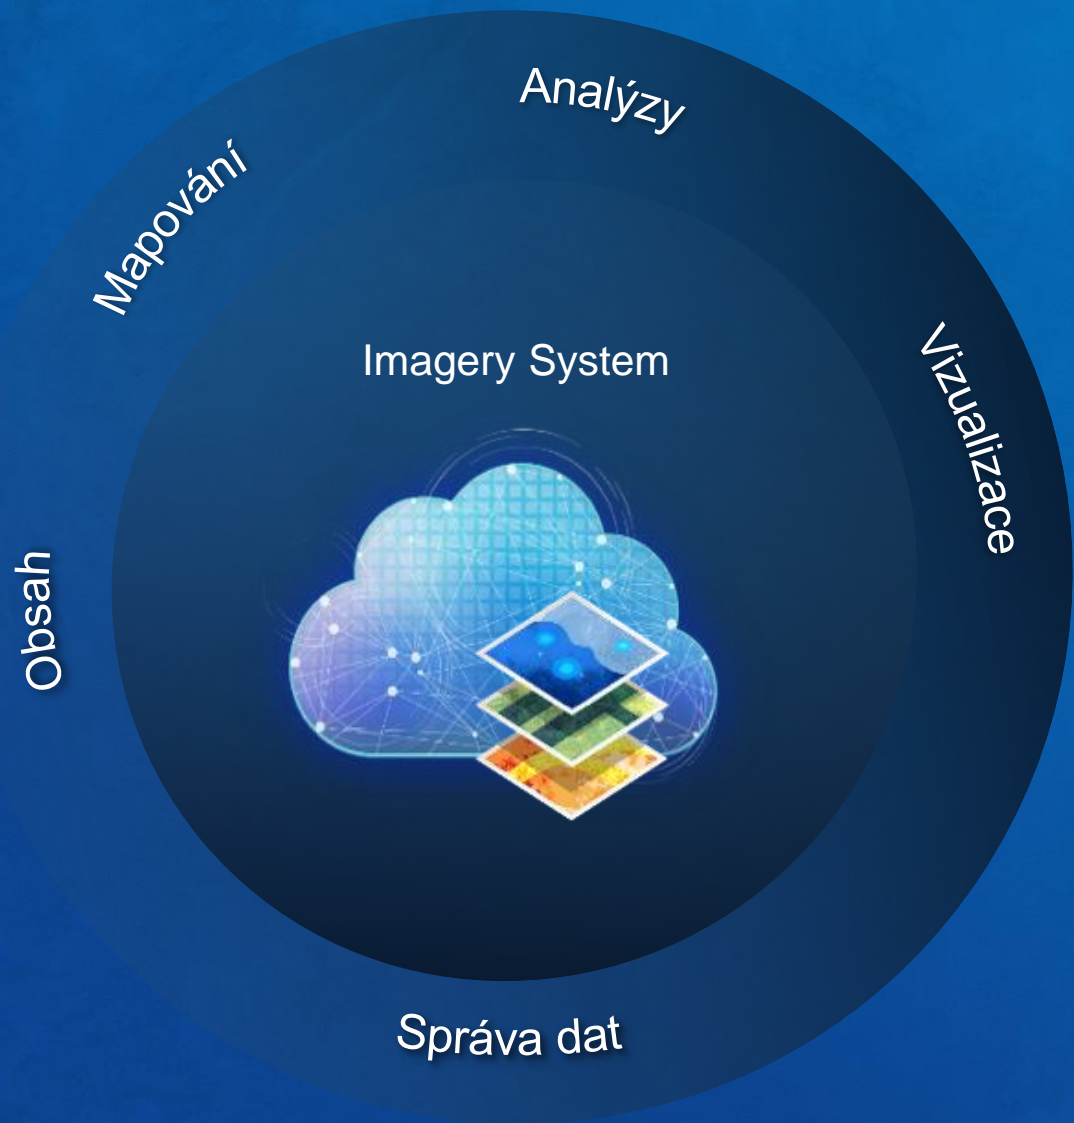 Analýzy
Mapování
Vizualizace
Imagery System
Obsah
Správa dat